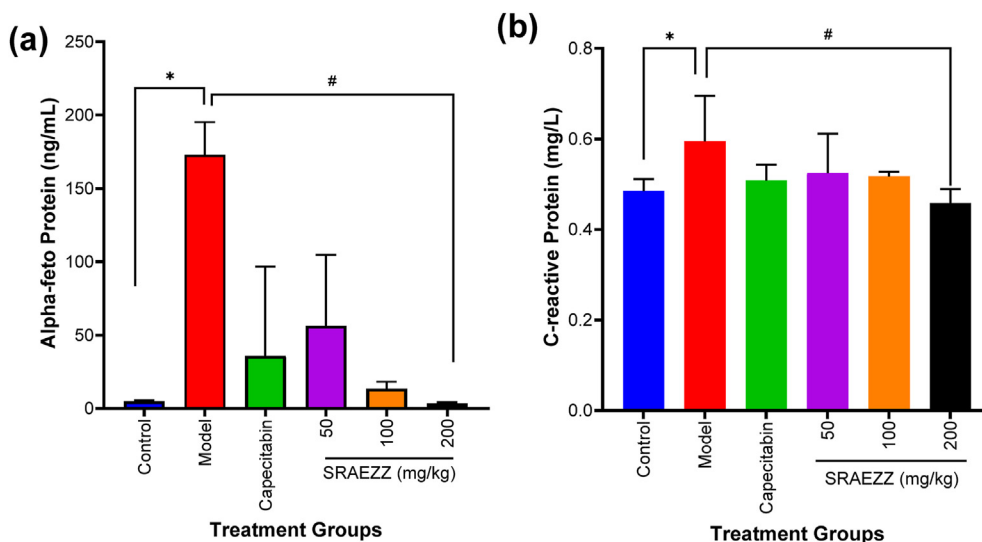 (a)
Alpha-feto Protein (ng/mL)
250
200
150
100
50
0
*
#
Control
Model
Capecitabin
50
100
200
SRAEZZ (mg/kg)
Treatment Groups
(b)
C-reactive Protein (mg/L)
0.8
0.6
0.4
0.2
0.0
*
#
Control
Model
Capecitabin
50
100
200
SRAEZZ (mg/kg)
Treatment Groups